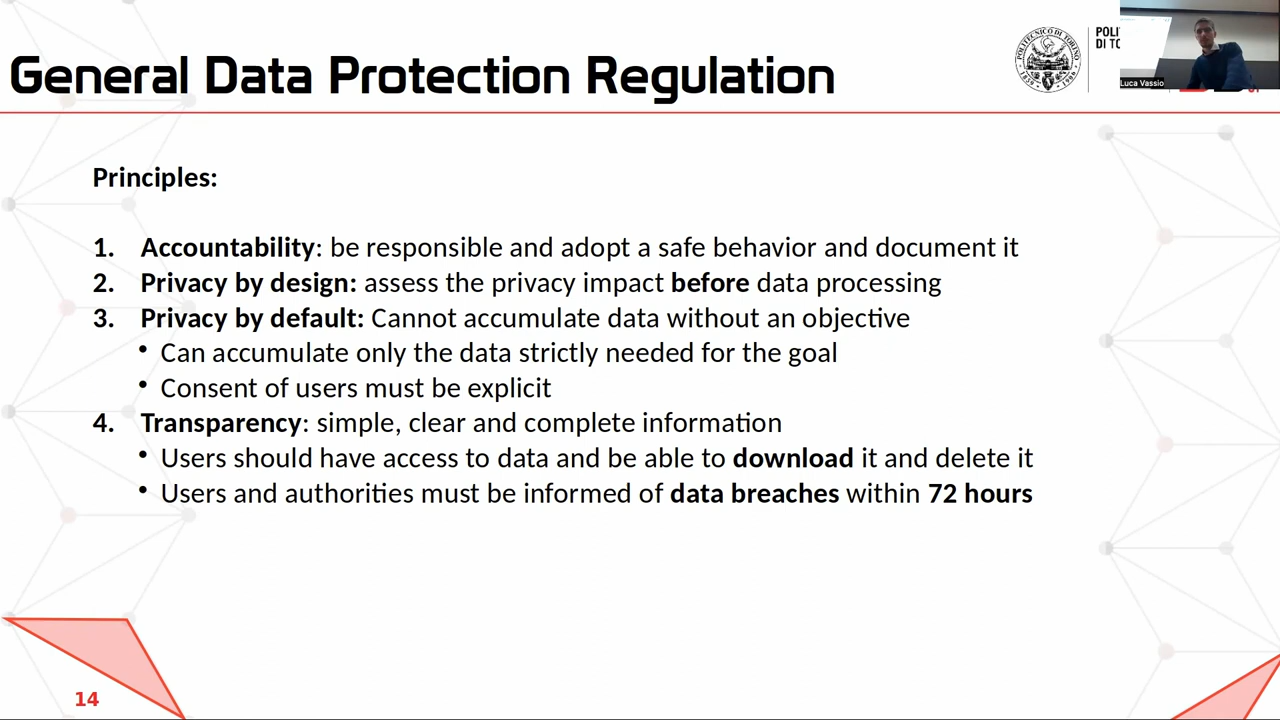 General Data Protection Regulation
POLI
DI TO
Luca Vassio
Principles:
1. Accountability: be responsible and adopt a safe behavior and document it
2. Privacy by design: assess the privacy impact before data processing
3. Privacy by default: Cannot accumulate data without an objective
• Can accumulate only the data strictly needed for the goal
• Consent of users must be explicit
4. Transparency: simple, clear and complete information
• Users should have access to data and be able to download it and delete it
• Users and authorities must be informed of data breaches within 72 hours
14